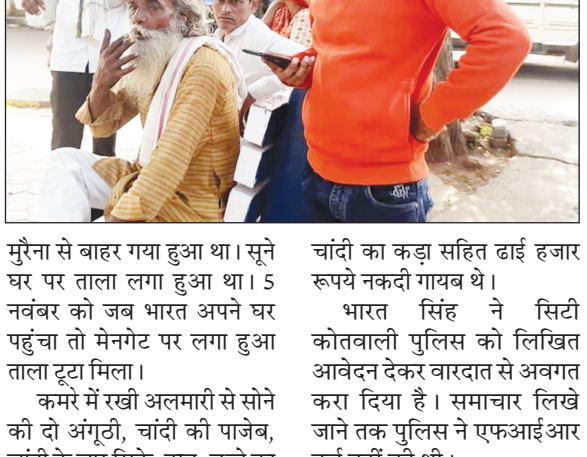 मुरैना से बाहर गया हुआ था। सूने
घर पर ताला लगा हुआ था। 5
नवंबर को जब भारत अपने घर
पहुंचा तो मेनगेट पर लगा हुआ
ताला टूटा मिला।
कमरे में रखी अलमारी से सोने
की दो अंगूठी, चांदी की पाजेब,
चांदी का कड़ा सहित ढाई हजार
रूपये नकदी गायब थे।
भारत सिंह ने सिटी
कोतवाली पुलिस को लिखित
आवेदन देकर वारदात से अवगत
करा दिया है। समाचार लिखे
जाने तक पुलिस ने एफआईआर